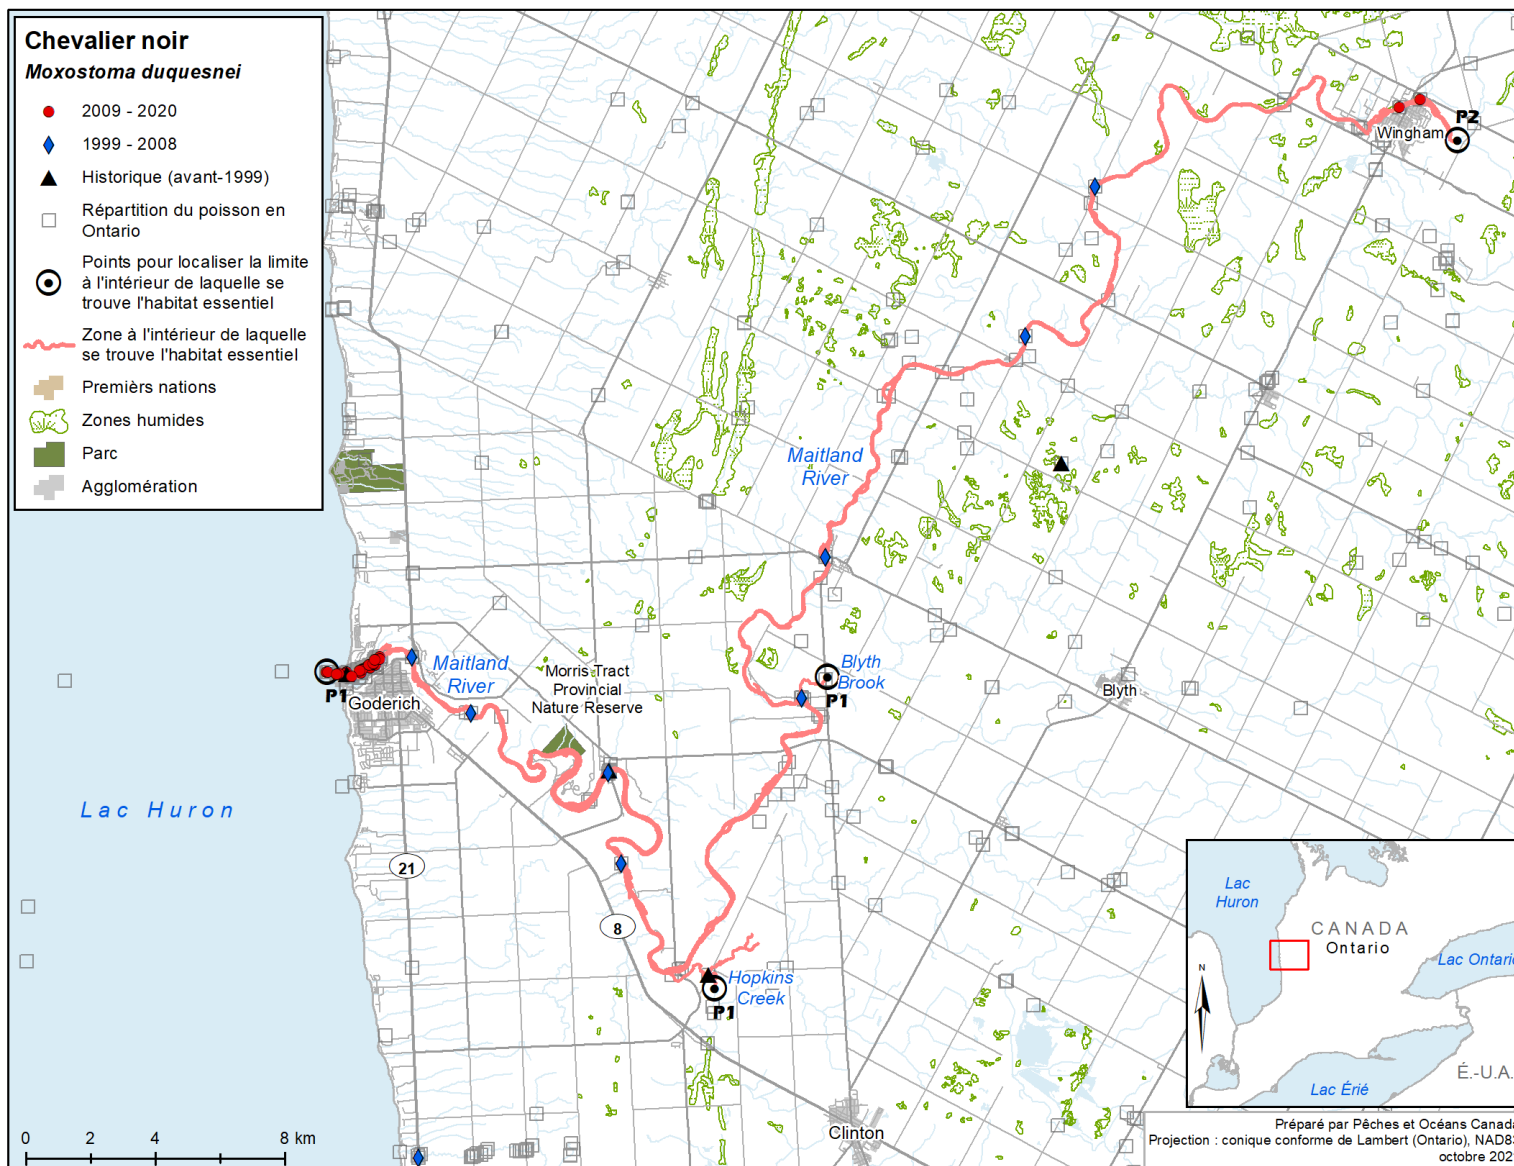 Chevalier noir
Moxostoma duquesnei
2009 - 2020
1999 - 2008
Historique (avant-1999)
Répartition du poisson en
Ontario
Points pour localiser la limite
à l'intérieur de laquelle se
trouve l'habitat essentiel
Zone à l'intérieur de laquelle
se trouve l'habitat essentiel
Premièrs nations
Zones humides
Parc
Agglomération
P2
Wingham
Maitland
River
Blyth
Brook
P1
Blyth
Maitland
River
Morris Tract
Provincial
Nature Reserve
P1
Goderich
Lac Huron
21
8
Hopkins
Creek
P1
Clinton
0 2 4 8 km
Lac
Huron
CANADA
Ontario
Lac Ontario
N
É.-U.A.
Lac Érié
Préparé par Pêches et Océans Canada
Projection : conique conforme de Lambert (Ontario), NAD83
octobre 202